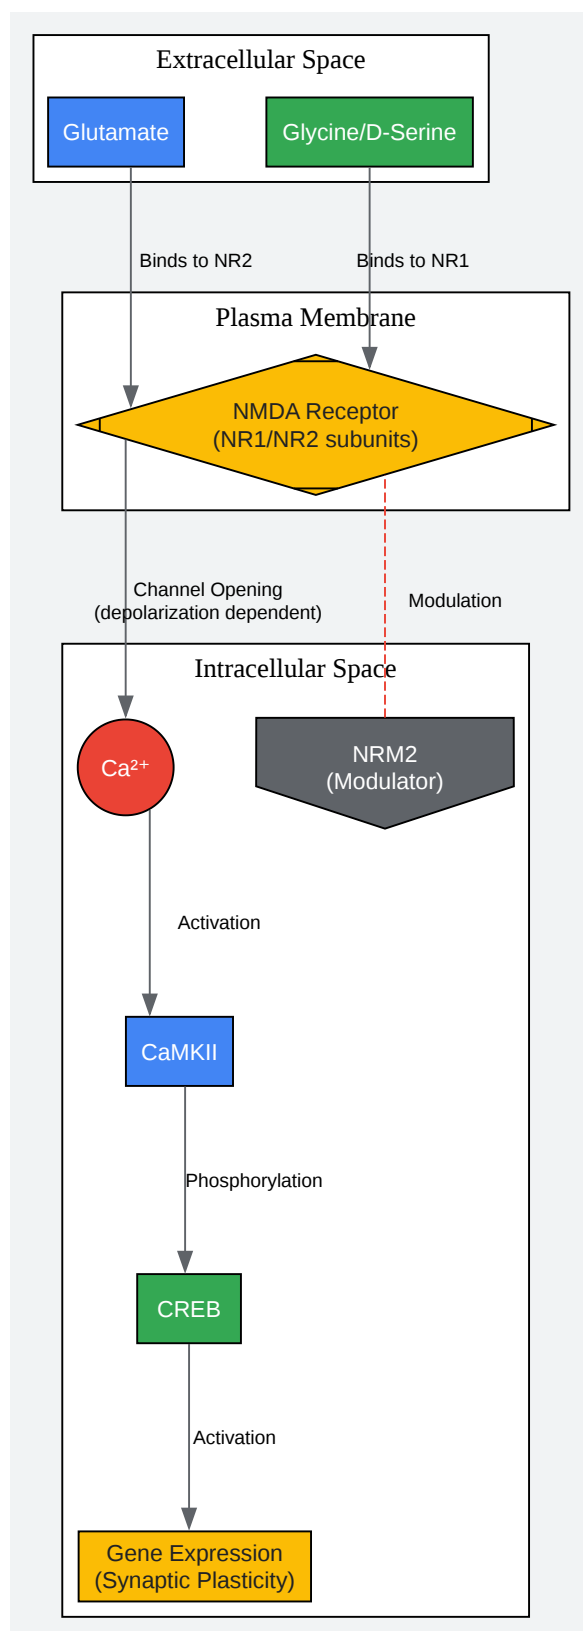 Extracellular Space
Glutamate
Glycine/D-Serine
Binds to NR2
Binds to NR1
Plasma Membrane
NMDA Receptor
(NR1/NR2 subunits)
Channel Opening
(depolarization dependent)
Modulation
Intracellular Space
Ca²⁺
NRM2
(Modulator)
Activation
CaMKII
Phosphorylation
CREB
Activation
Gene Expression
(Synaptic Plasticity)